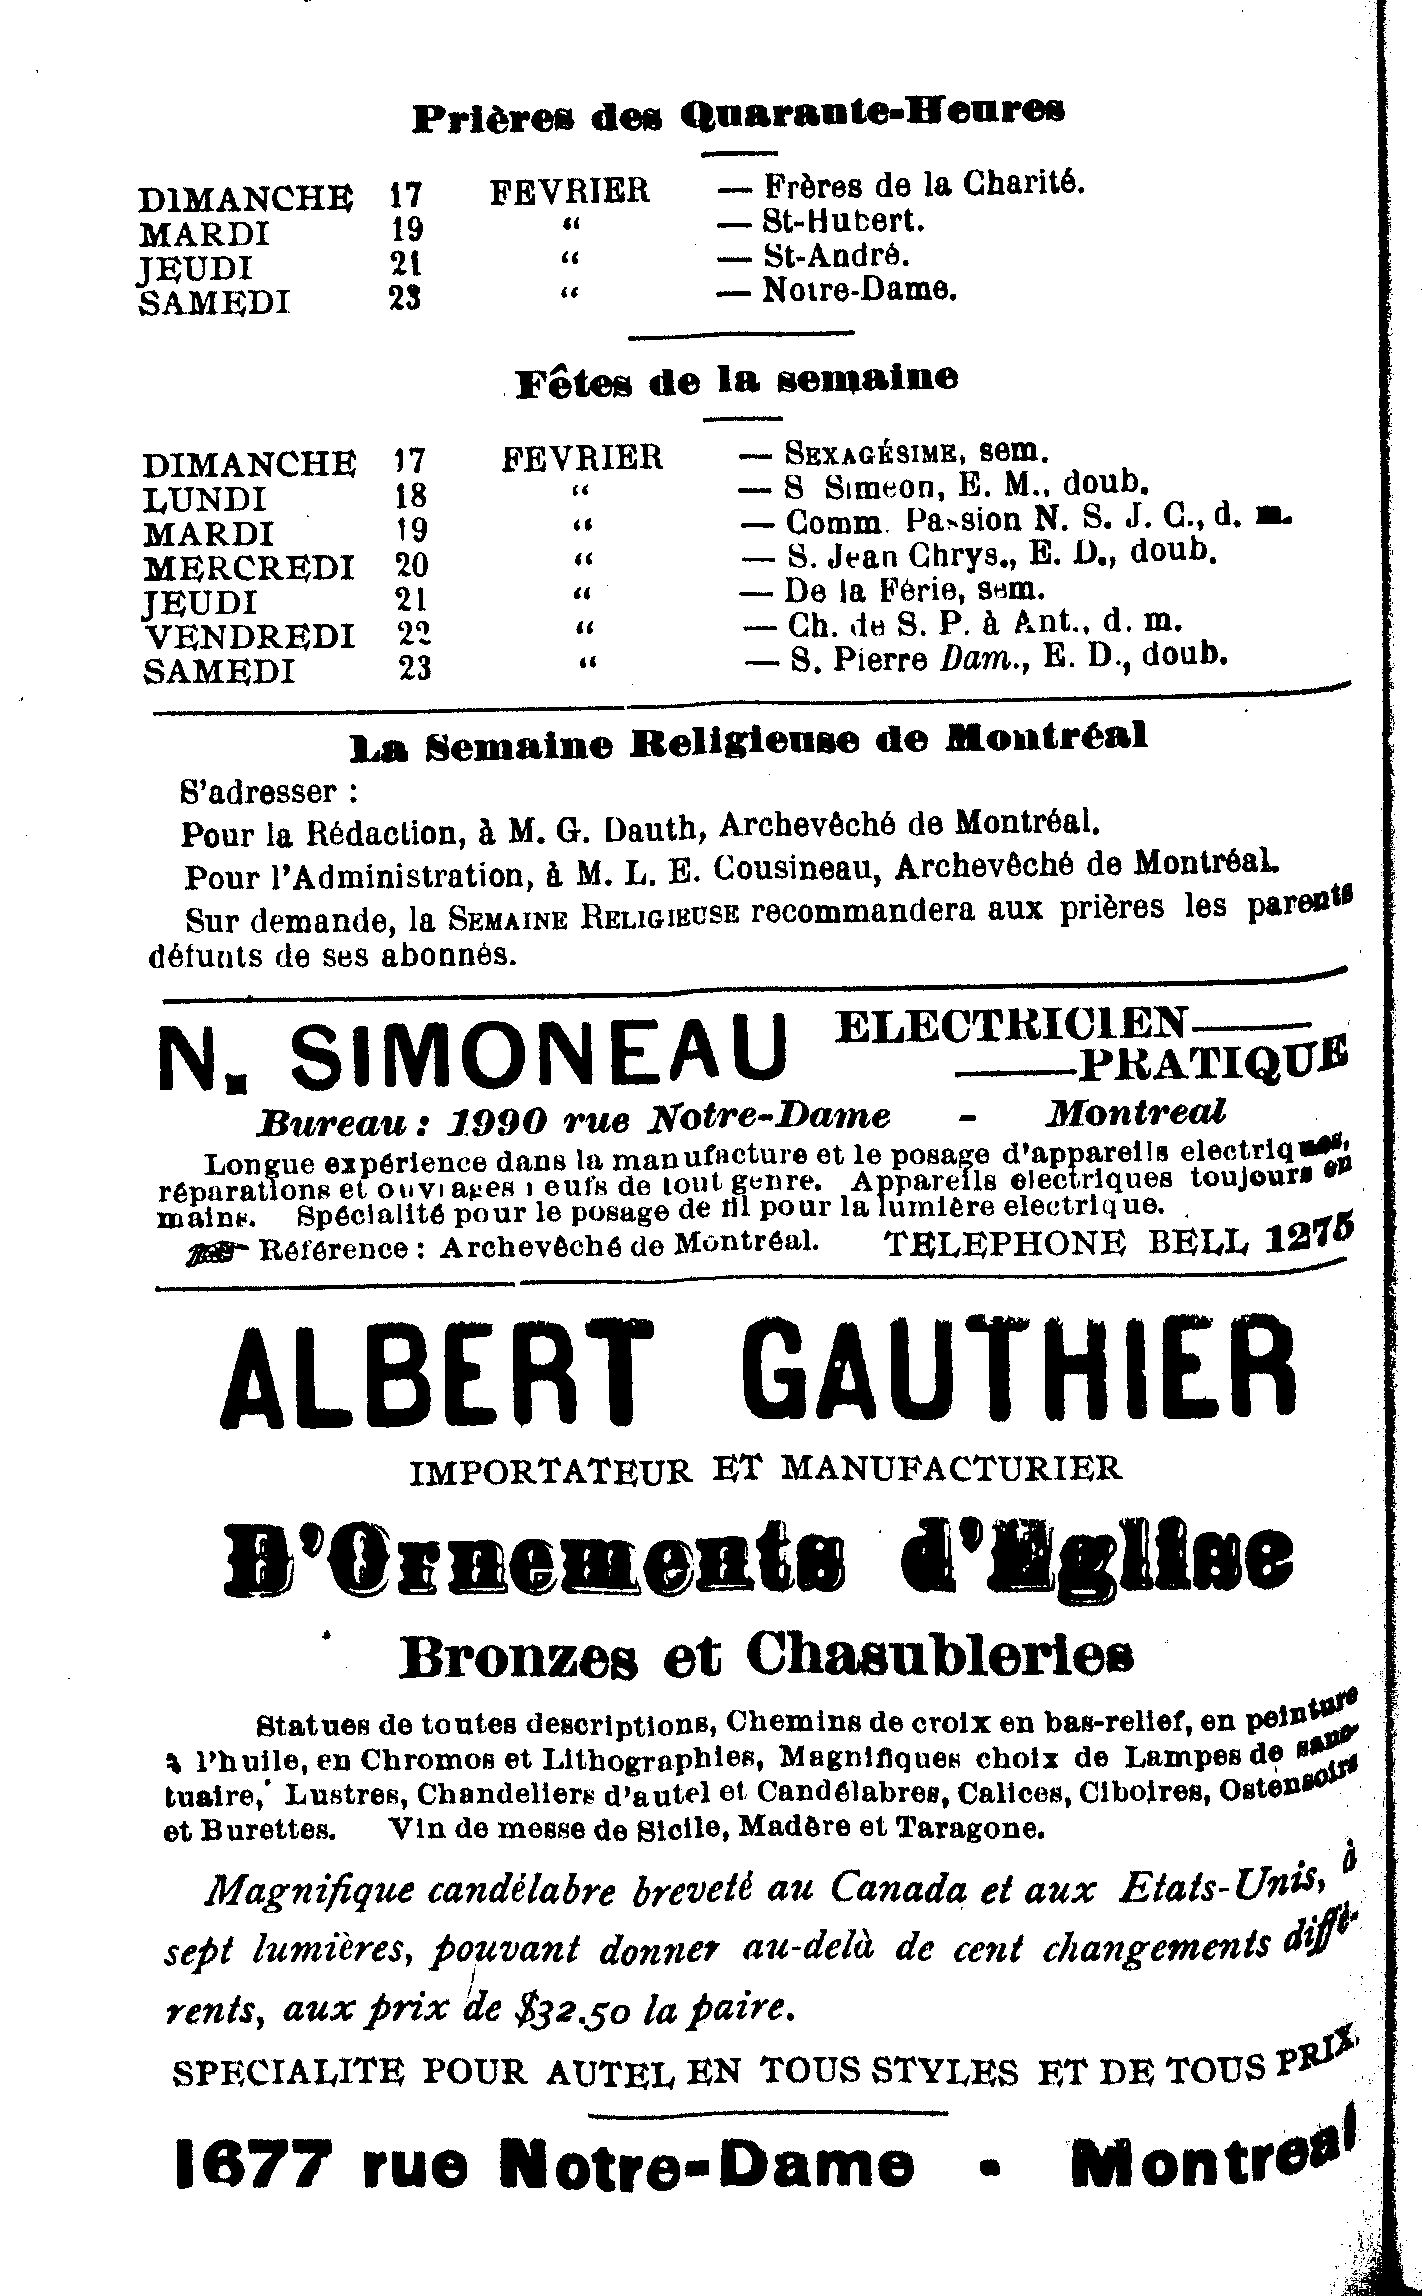 Prières des Quarante-Heures
DIMANCHE 17 FEVRIER — Frères de la Charité.
MARDI 19 “ — St-Hubert.
JEUDI 21 “ — St-André.
SAMEDI 23 “ — Notre-Dame.
Fêtes de la semaine
DIMANCHE 17 FEVRIER — SEXAGÉSIME, sem.
LUNDI 18 “ — S Simeon, E. M., doub.
MARDI 19 “ — Comm. Passion N. S. J. C., d. m.
MERCREDI 20 “ — S. Jean Chrys., E. D., doub.
JEUDI 21 “ — De la Férie, sem.
VENDREDI 22 “ — Ch. de S. P. à Ant., d. m.
SAMEDI 23 “ — S. Pierre Dam., E. D., doub.
La Semaine Religieuse de Montréal
S'adresser :
Pour la Rédaction, à M. G. Dauth, Archevêché de Montréal.
Pour l'Administration, à M. L. E. Cousineau, Archevêché de Montréal.
Sur demande, la SEMAINE RELIGIEUSE recommandera aux prières les parents
défunts de ses abonnés.
N. SIMONEAU ELECTRICIEN
PRATIQUE
Bureau : 1990 rue Notre-Dame - Montreal
Longue expérience dans la manufacture et le posage d'appareils electriques,
réparations et ouvrages neufs de tout genre. Appareils electriques toujours en
mains. Spécialité pour le posage de fil pour la lumière electrique.
Référence : Archevêché de Montréal. TELEPHONE BELL 1275
ALBERT GAUTHIER
IMPORTATEUR ET MANUFACTURIER
D'Ornements d'Eglise
Bronzes et Chasubleries
Statues de toutes descriptions, Chemins de croix en bas-relief, en peinture
à l'huile, en Chromos et Lithographies, Magnifiques choix de Lampes de sanc-
tuaire, Lustres, Chandeliers d'autel et Candélabres, Calices, Ciboires, Ostensoirs
et Burettes. Vin de messe de Sicile, Madère et Taragone.
Magnifique candélabre breveté au Canada et aux Etats-Unis, à
sept lumières, pouvant donner au-delà de cent changements diffé-
rents, aux prix de $32.50 la paire.
SPECIALITE POUR AUTEL EN TOUS STYLES ET DE TOUS PRIX.
1677 rue Notre-Dame - Montreal